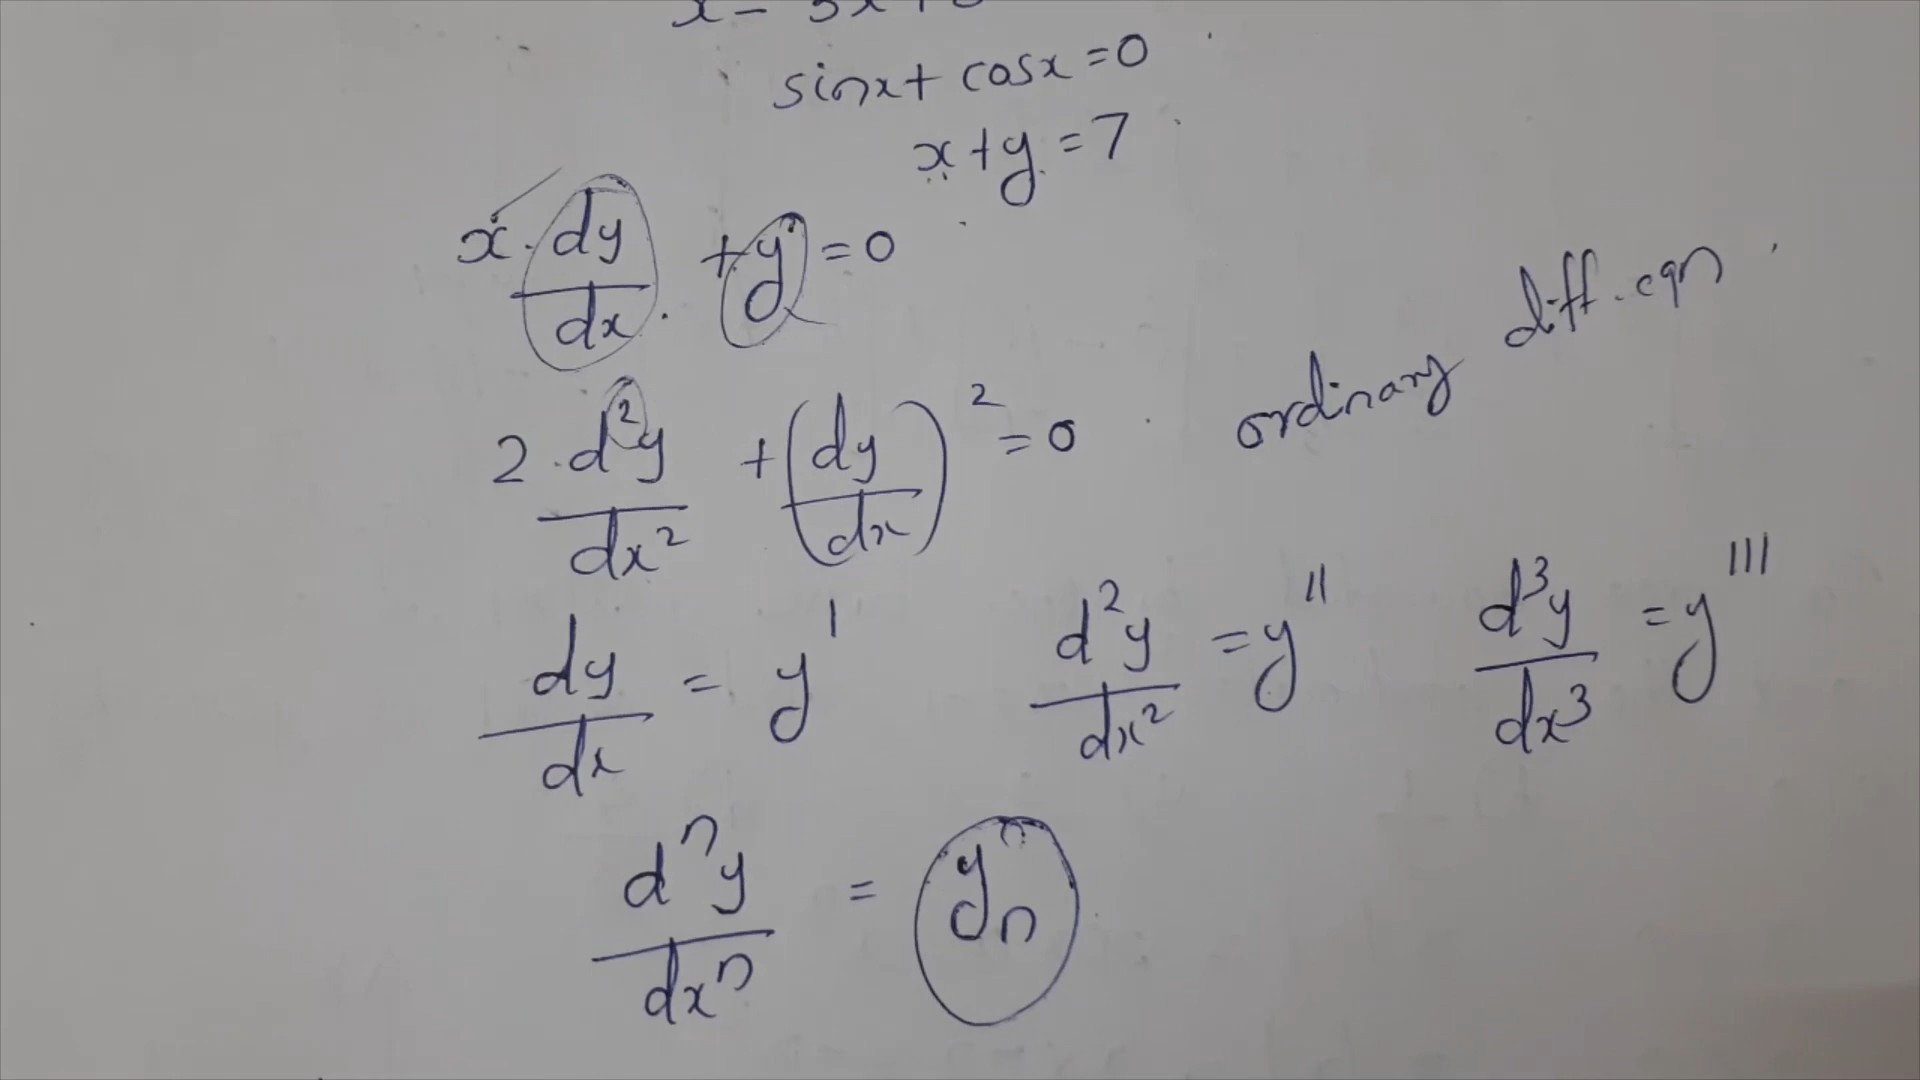 sinx + cosx = 0
x + y = 7
x · dy/dx + y = 0
2 · d²y/dx² + (dy/dx)² = 0
ordinary diff. eqn
dy/dx = y' d²y/dx² = y'' d³y/dx³ = y'''
dⁿy/dxⁿ = yₙ